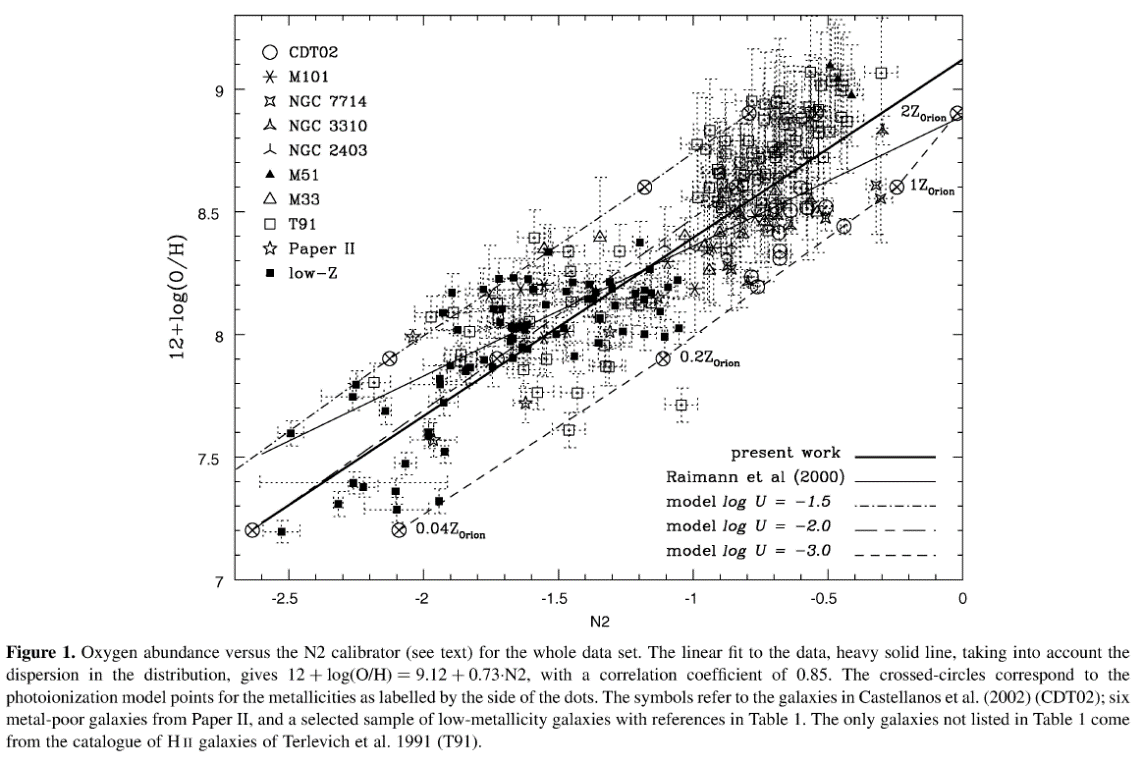 CDT02
M101
NGC 7714
NGC 3310
NGC 2403
M51
M33
T91
Paper II
low-Z
12+log(O/H)
9
8.5
8
7.5
7
2Z_Orion
1Z_Orion
0.2Z_Orion
0.04Z_Orion
present work
Raimann et al (2000)
model log U = −1.5
model log U = −2.0
model log U = −3.0
-2.5 -2 -1.5 -1 -0.5 0
N2
Figure 1. Oxygen abundance versus the N2 calibrator (see text) for the whole data set. The linear fit to the data, heavy solid line, taking into account the
dispersion in the distribution, gives 12 + log(O/H) = 9.12 + 0.73·N2, with a correlation coefficient of 0.85. The crossed-circles correspond to the
photoionization model points for the metallicities as labelled by the side of the dots. The symbols refer to the galaxies in Castellanos et al. (2002) (CDT02); six
metal-poor galaxies from Paper II, and a selected sample of low-metallicity galaxies with references in Table 1. The only galaxies not listed in Table 1 come
from the catalogue of H II galaxies of Terlevich et al. 1991 (T91).